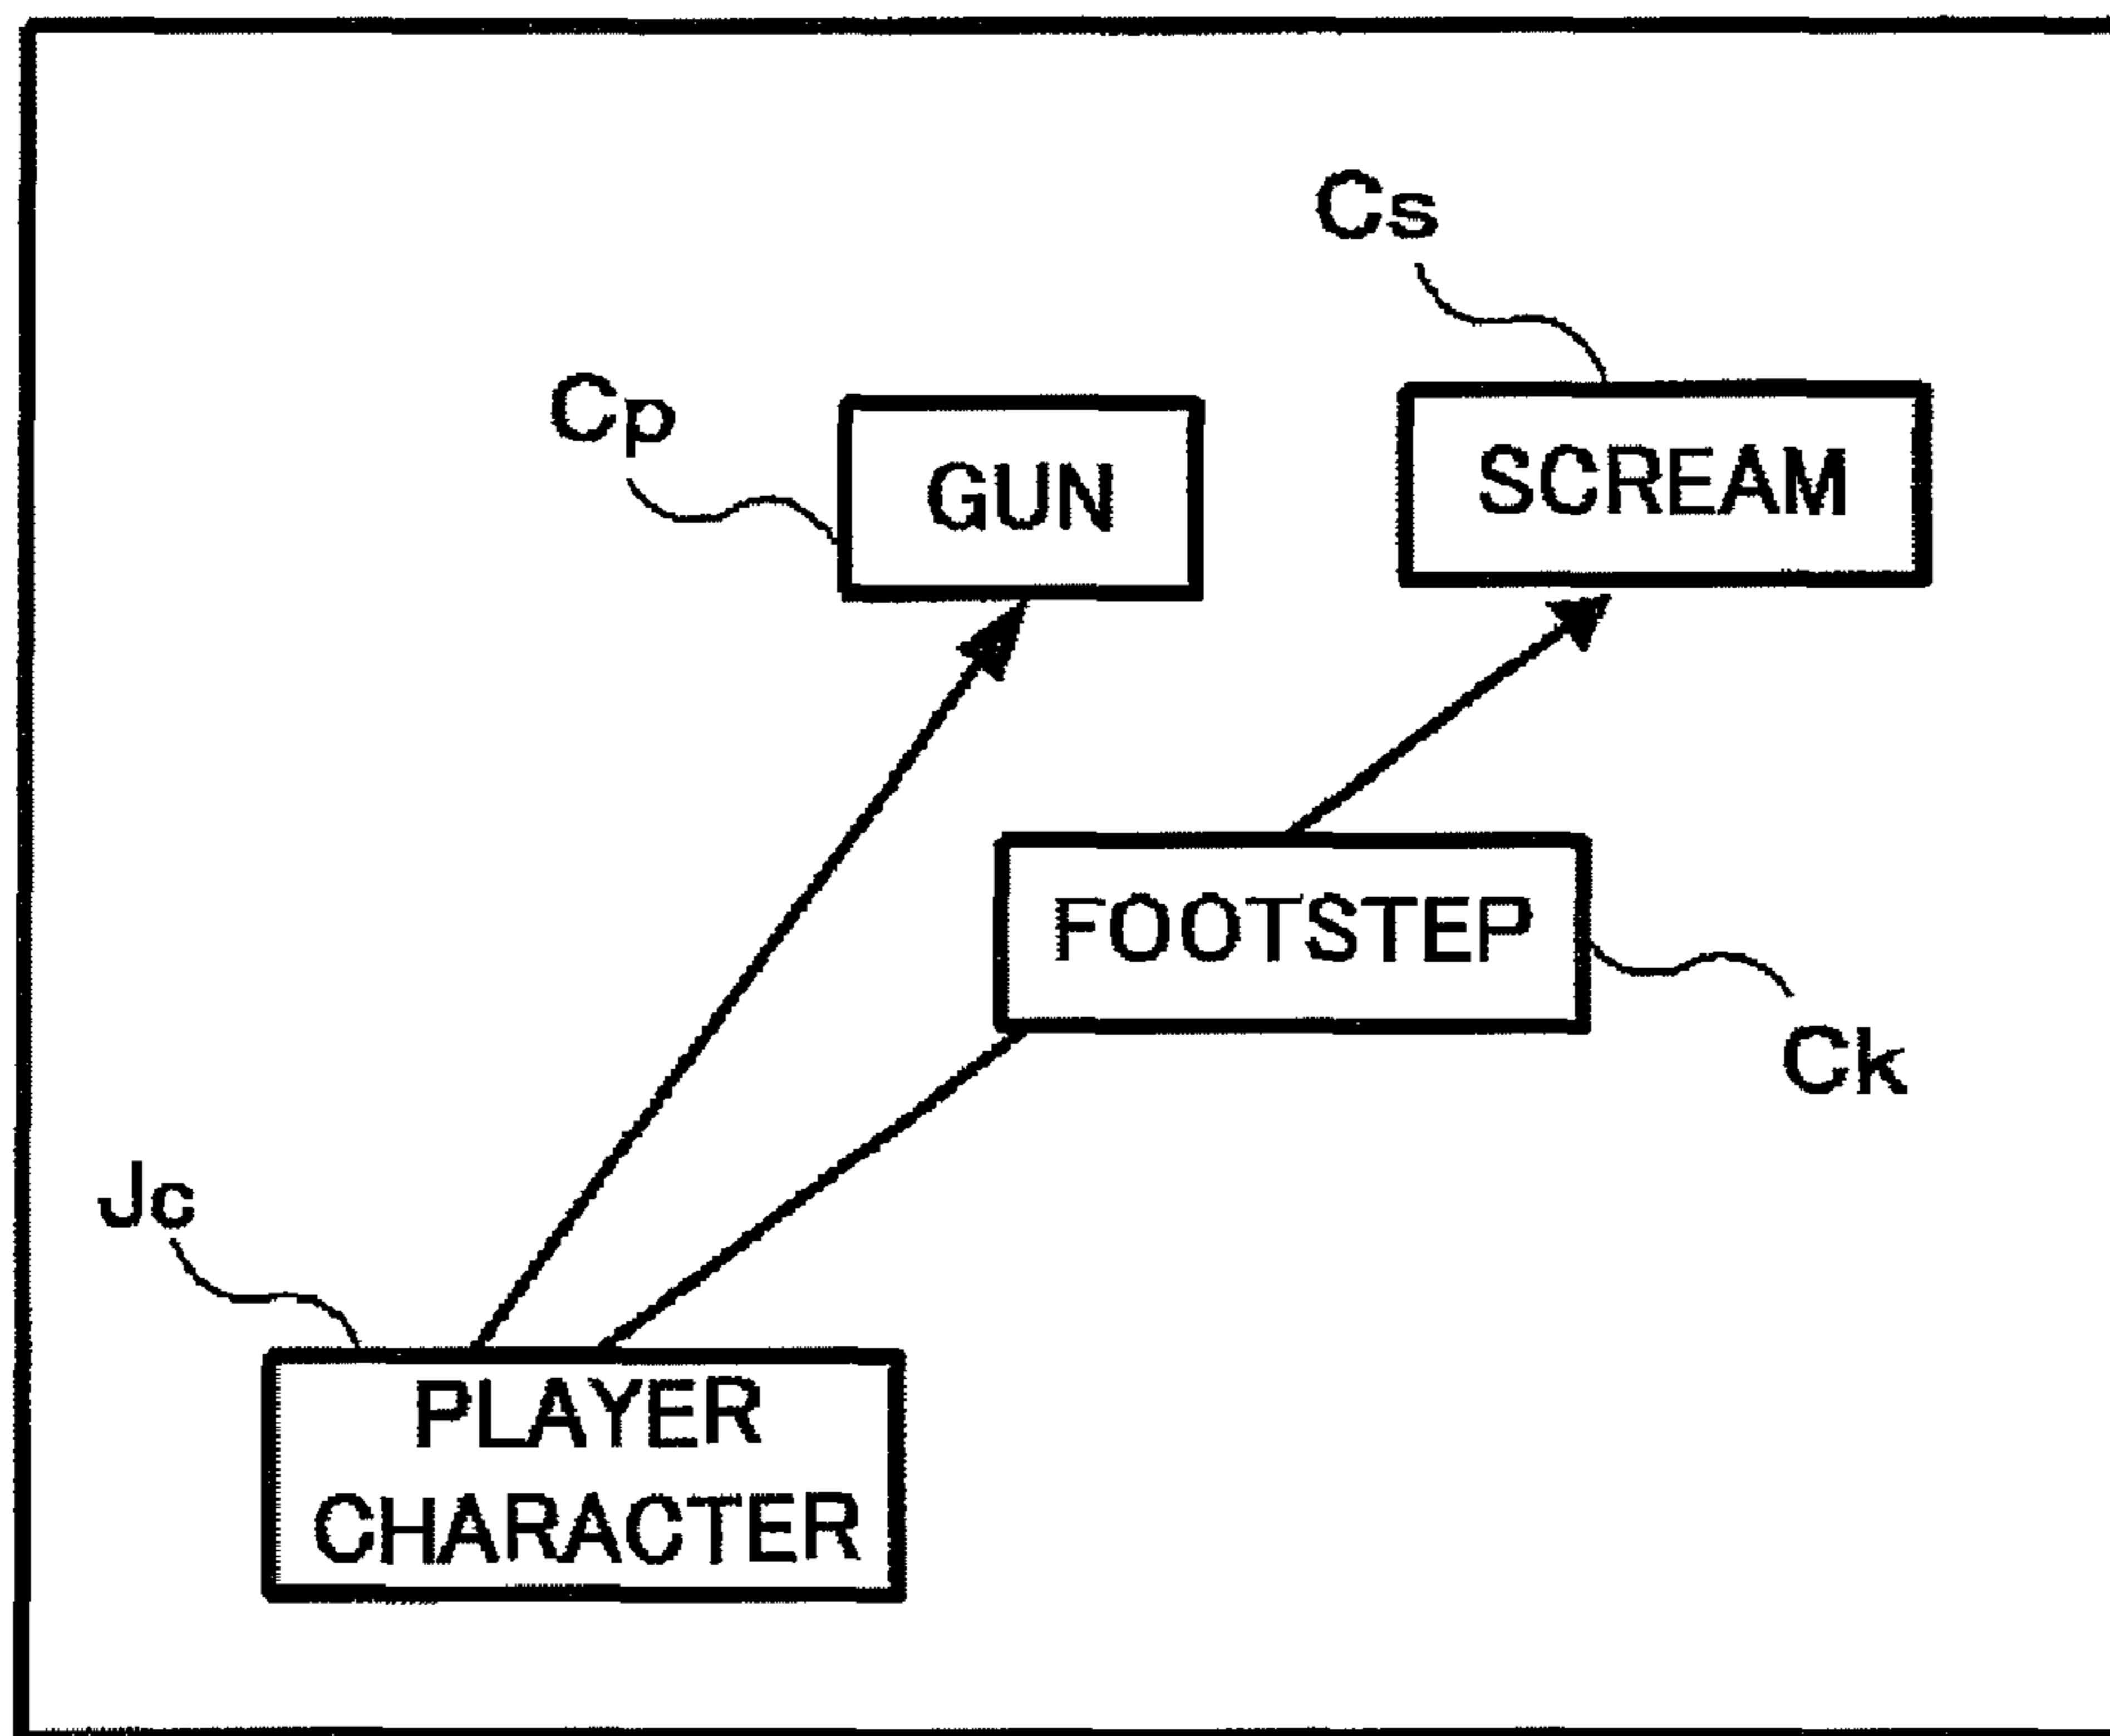 Cs
Cp
GUN
SCREAM
FOOTSTEP
Ck
Jc
PLAYER
CHARACTER